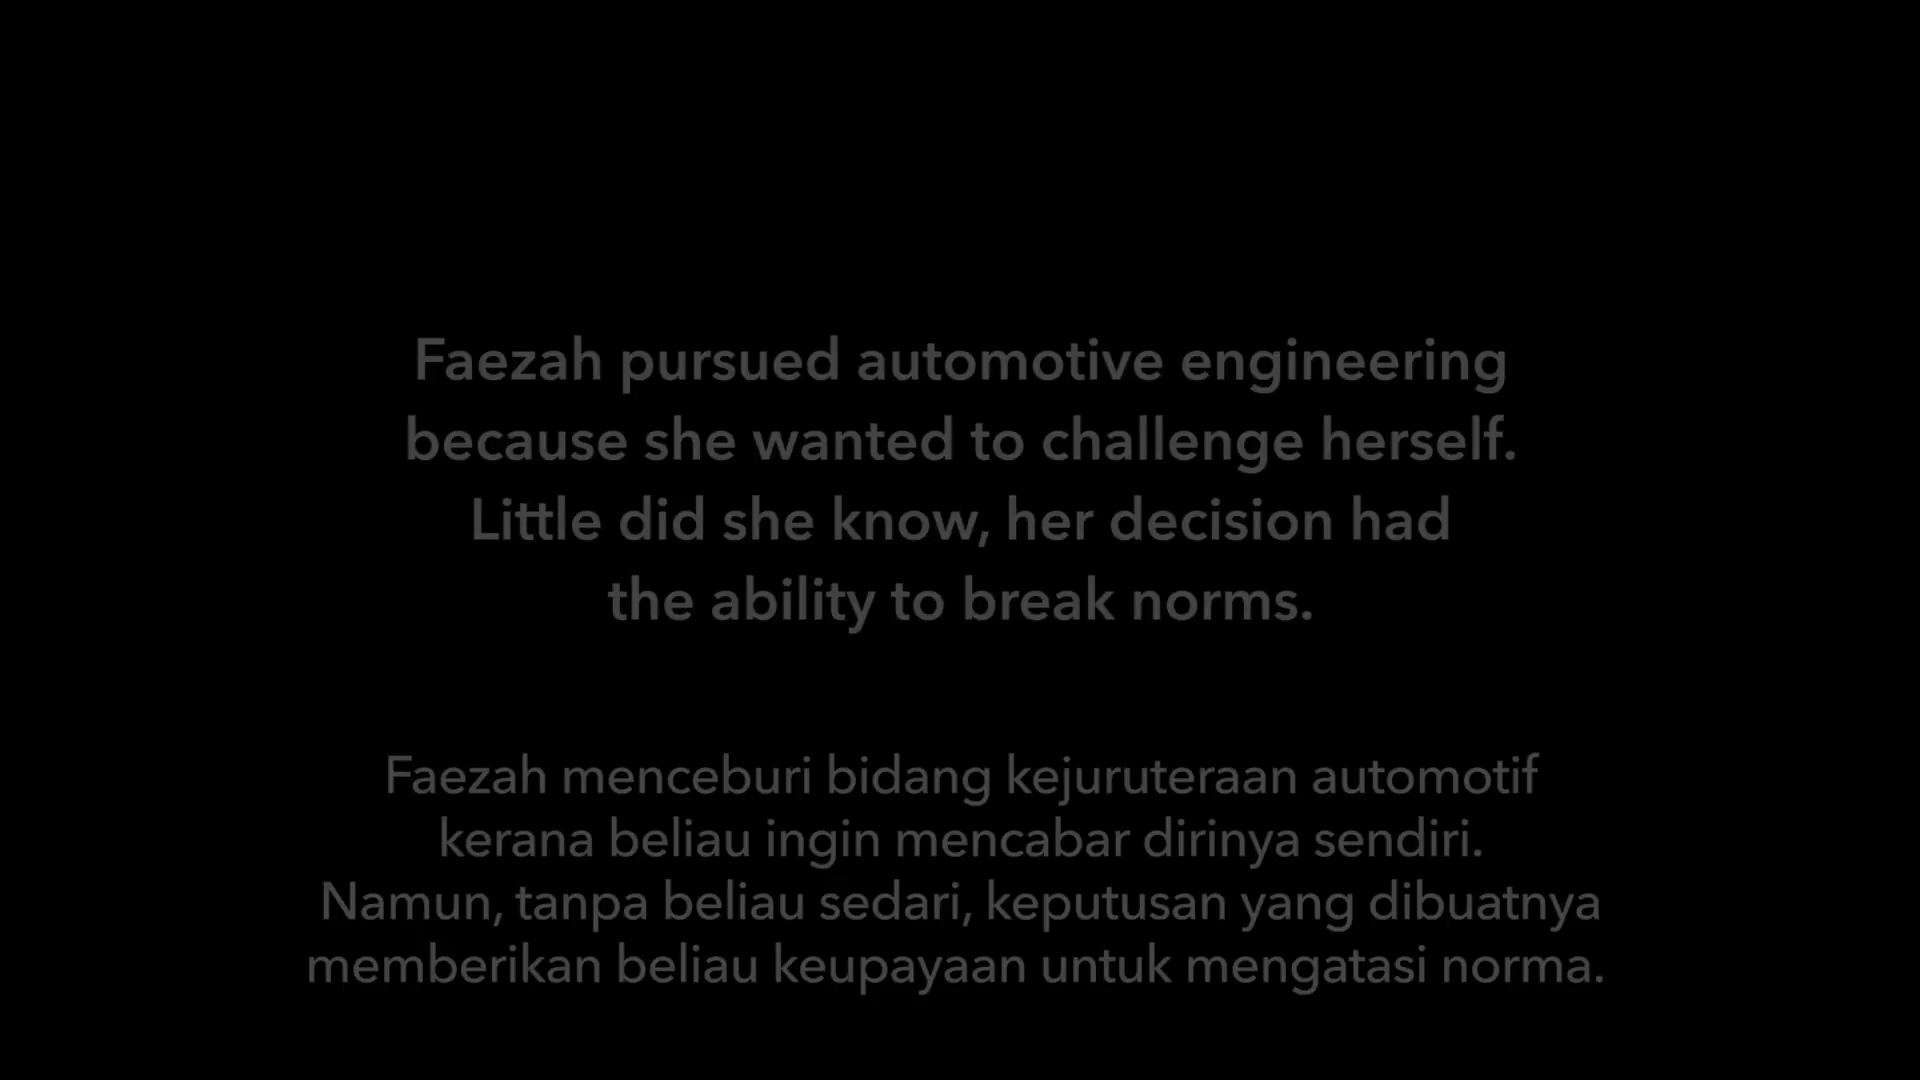 Faezah pursued automotive engineering
because she wanted to challenge herself.
Little did she know, her decision had
the ability to break norms.
Faezah menceburi bidang kejuruteraan automotif
kerana beliau ingin mencabar dirinya sendiri.
Namun, tanpa beliau sedari, keputusan yang dibuatnya
memberikan beliau keupayaan untuk mengatasi norma.